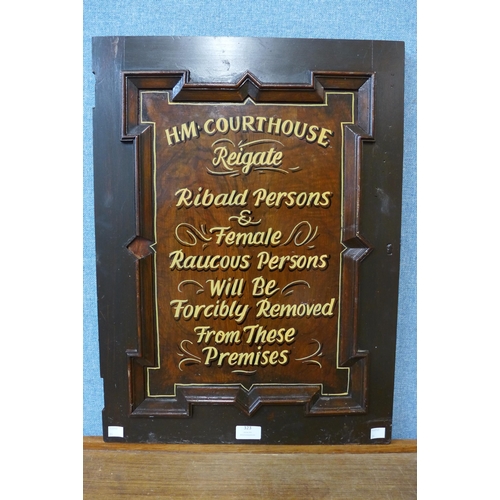 H·M· COURTHOUSE
Reigate
Ribald Persons
&
Female
Raucous Persons
Will Be
Forcibly Removed
From These
Premises